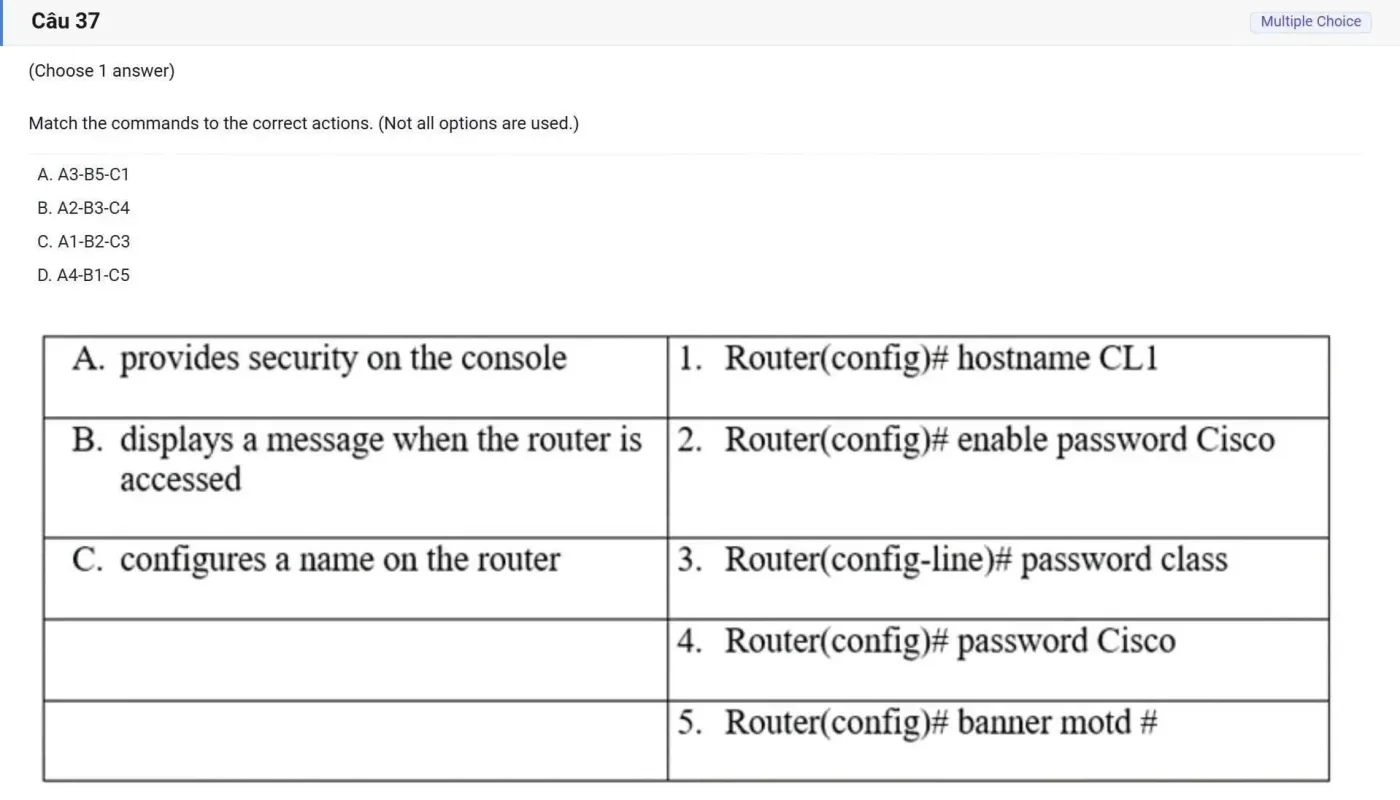 Câu 37
Multiple Choice
(Choose 1 answer)
Match the commands to the correct actions. (Not all options are used.)
A. A3-B5-C1
B. A2-B3-C4
C. A1-B2-C3
D. A4-B1-C5
A. provides security on the console
1. Router(config)# hostname CL1
B. displays a message when the router is
accessed
2. Router(config)# enable password Cisco
C. configures a name on the router
3. Router(config-line)# password class
4. Router(config)# password Cisco
5. Router(config)# banner motd #